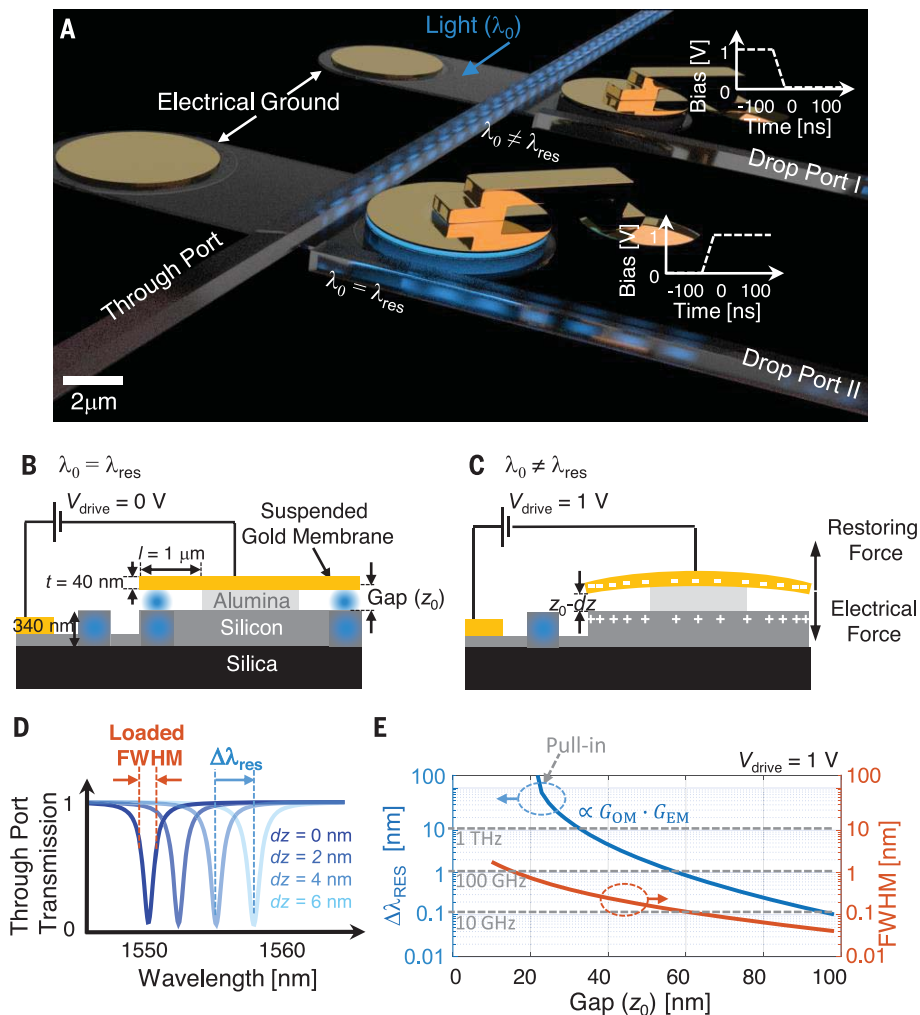 A
Light (λ0)
Electrical Ground
λ0 ≠ λres
Bias [V]
1
0
-100 0 100
Time [ns]
Drop Port I
Through Port
λ0 = λres
Bias [V]
1
0
-100 0 100
Time [ns]
Drop Port II
2μm
B λ0 = λres
Vdrive = 0 V
Suspended
Gold Membrane
l = 1 μm
t = 40 nm
Alumina
Gap (z0)
340 nm
Silicon
Silica
C λ0 ≠ λres
Vdrive = 1 V
Restoring
Force
z0-dz
Electrical
Force
D
Loaded
FWHM
Δλres
Through Port
Transmission
1
0
dz = 0 nm
dz = 2 nm
dz = 4 nm
dz = 6 nm
1550 1560
Wavelength [nm]
E
Pull-in
Vdrive = 1 V
∝ GOM · GEM
ΔλRES [nm]
100
10
1
0.1
0.01
1 THz
100 GHz
10 GHz
100
10
1
0.1
0.01
FWHM [nm]
0 20 40 60 80 100
Gap (z0) [nm]